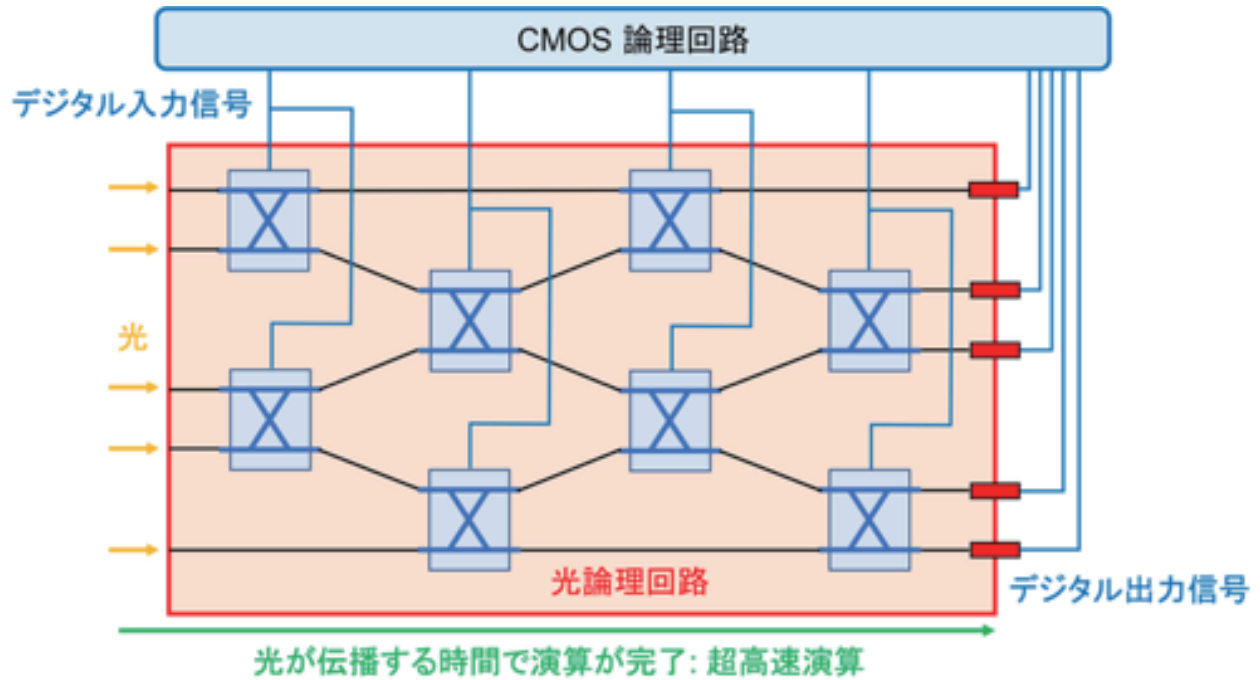 CMOS 論理回路
デジタル入力信号
光
光論理回路
デジタル出力信号
光が伝播する時間で演算が完了: 超高速演算